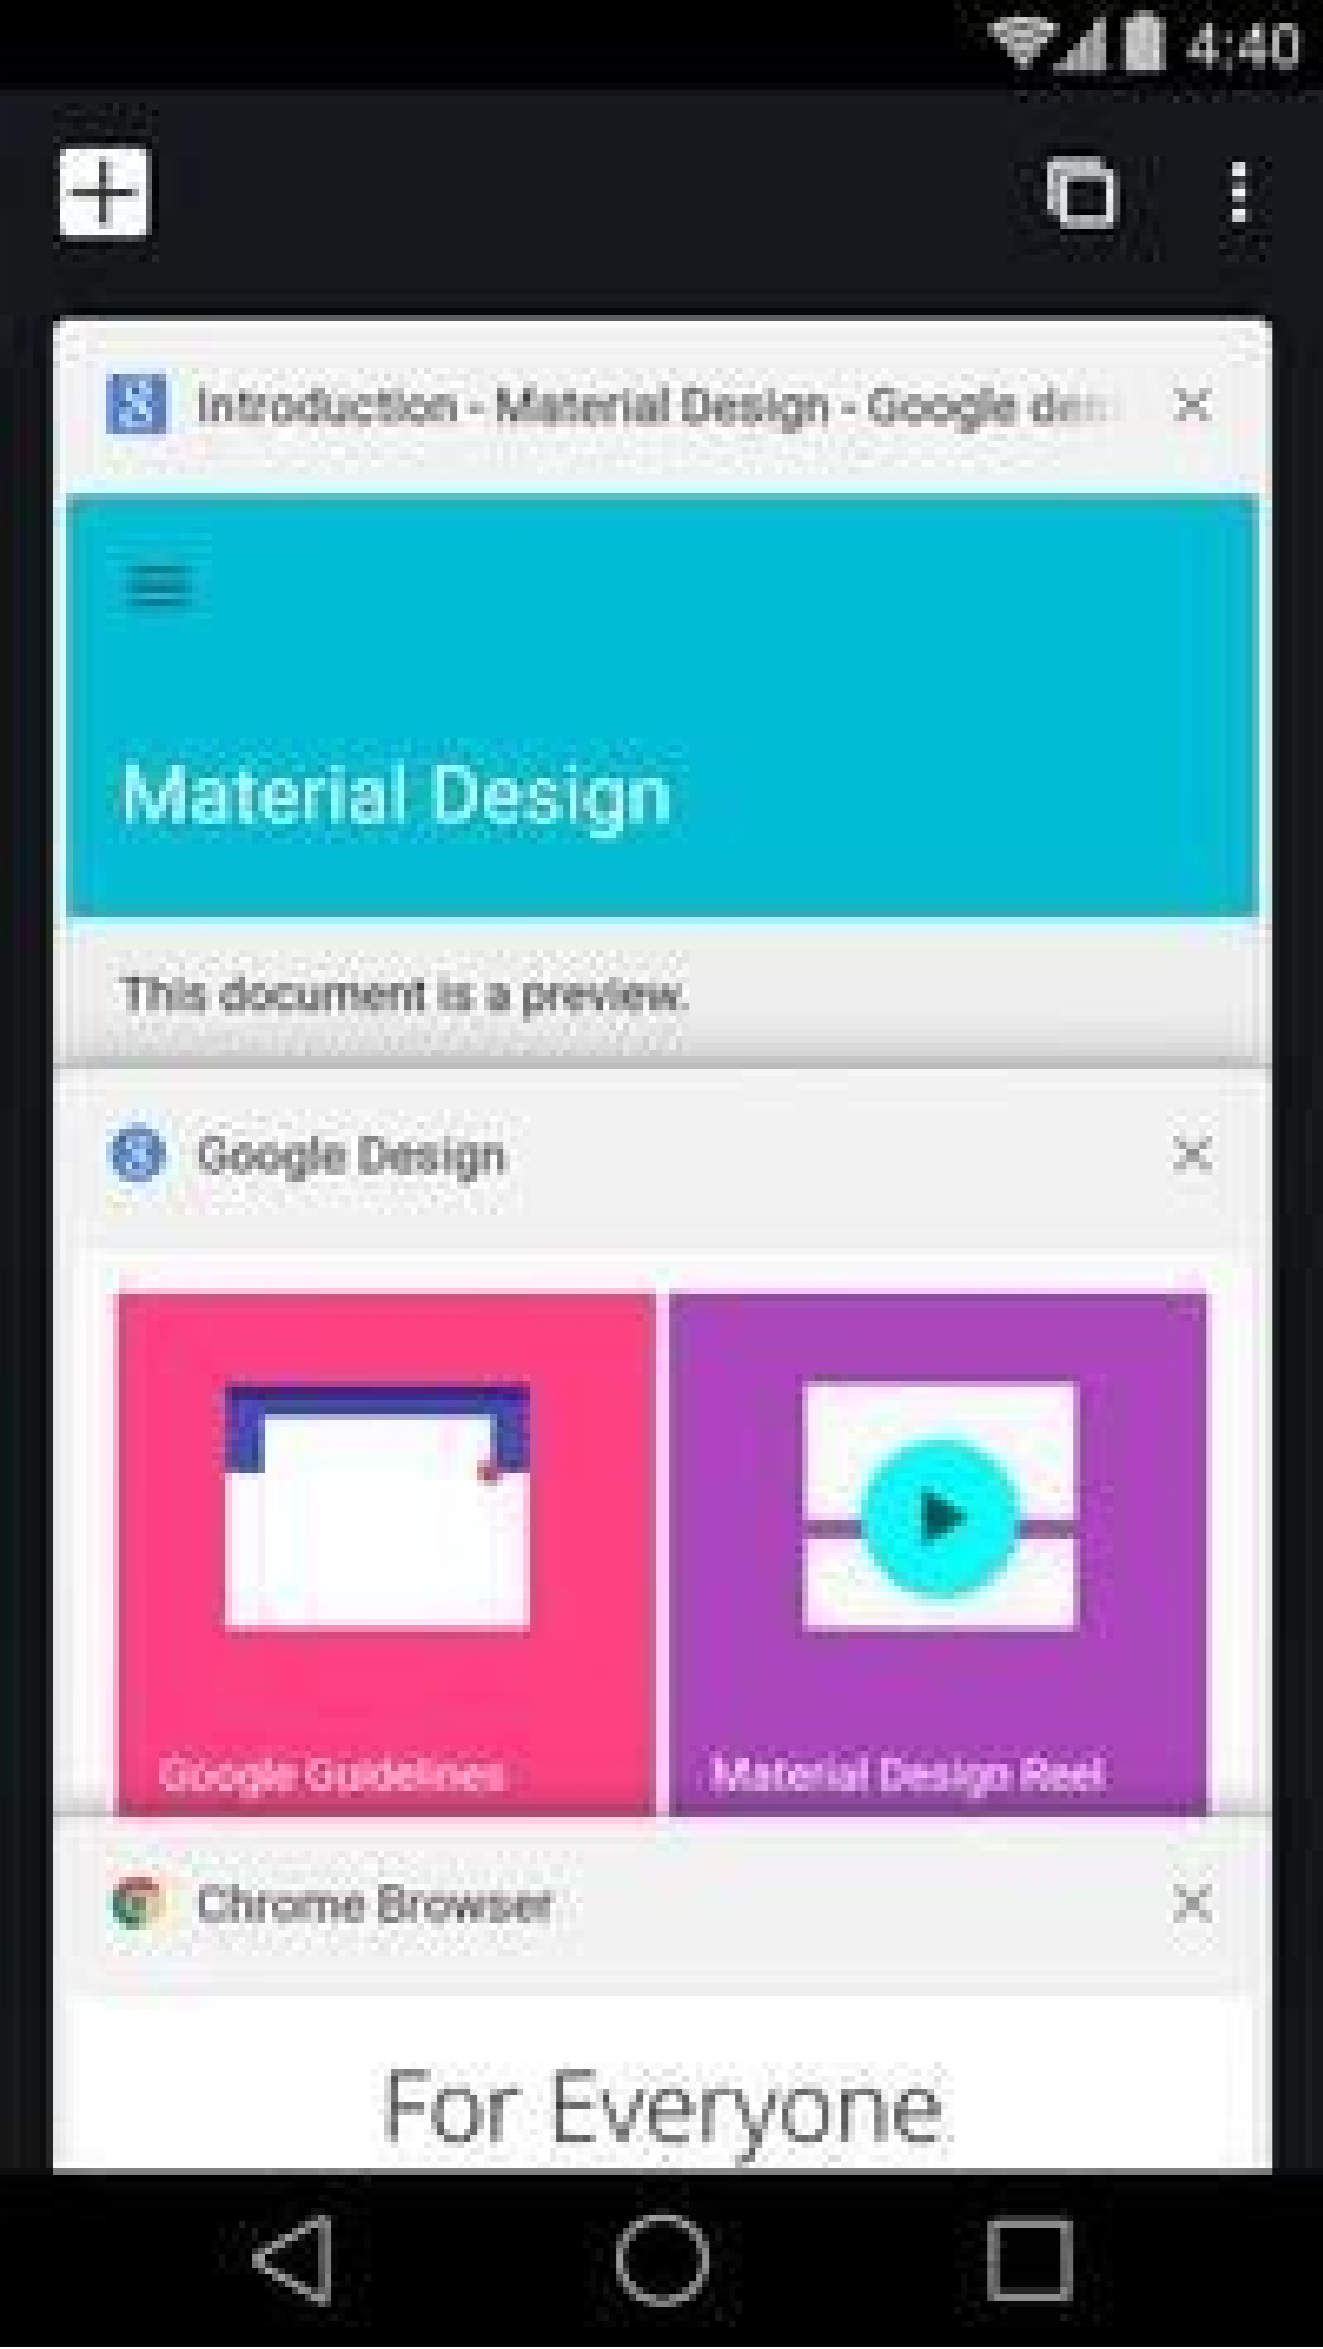 4:40
Introduction - Material Design - Google de
Material Design
This document is a preview.
Google Design
Google Guidelines
Material Design Reel
Chrome Browser
For Everyone